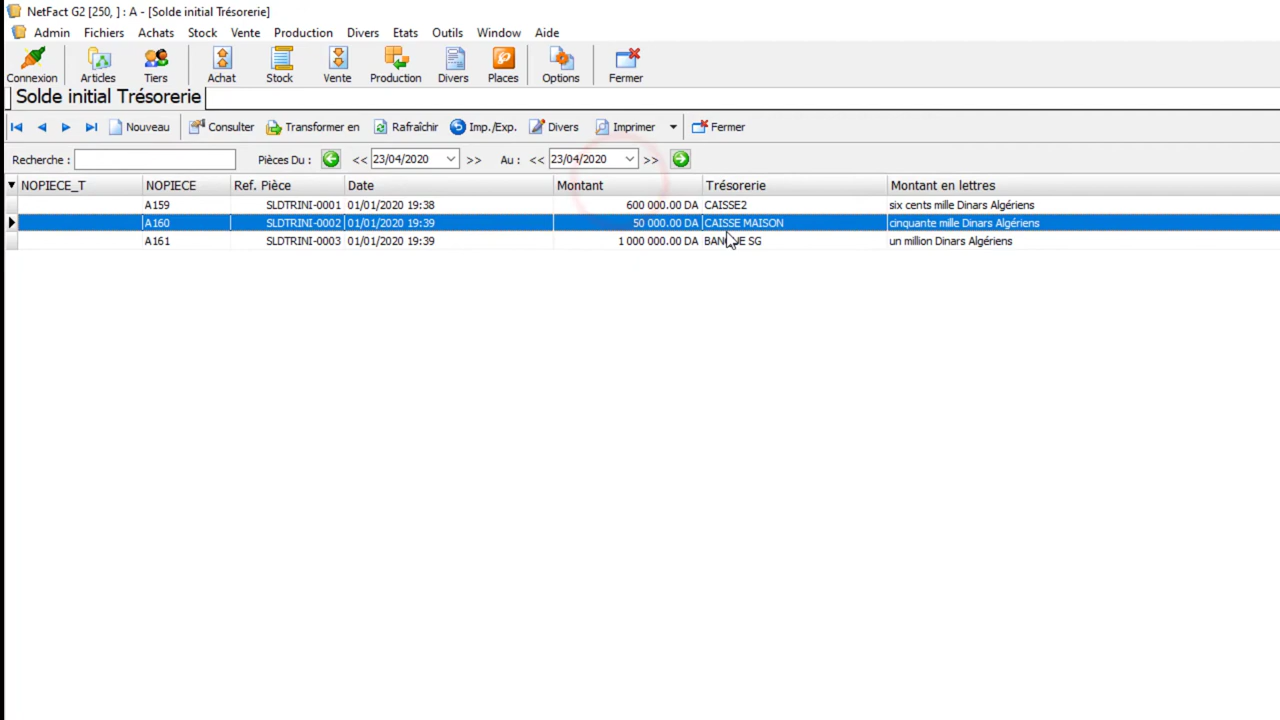 NetFact G2 [250, ] : A - [Solde initial Trésorerie]
Admin Fichiers Achats Stock Vente Production Divers Etats Outils Window Aide
Connexion Articles Tiers Achat Stock Vente Production Divers Places Options Fermer
Solde initial Trésorerie
Nouveau Consulter Transformer en Rafraîchir Imp./Exp. Divers Imprimer Fermer
Recherche : Pièces Du : << 23/04/2020 >> Au : << 23/04/2020 >>
NOPIECE_T NOPIECE Ref. Pièce Date Montant Trésorerie Montant en lettres
A159 SLDTRINI-0001 01/01/2020 19:38 600 000.00 DA CAISSE2 six cents mille Dinars Algériens
A160 SLDTRINI-0002 01/01/2020 19:39 50 000.00 DA CAISSE MAISON cinquante mille Dinars Algériens
A161 SLDTRINI-0003 01/01/2020 19:39 1 000 000.00 DA BANQUE SG un million Dinars Algériens